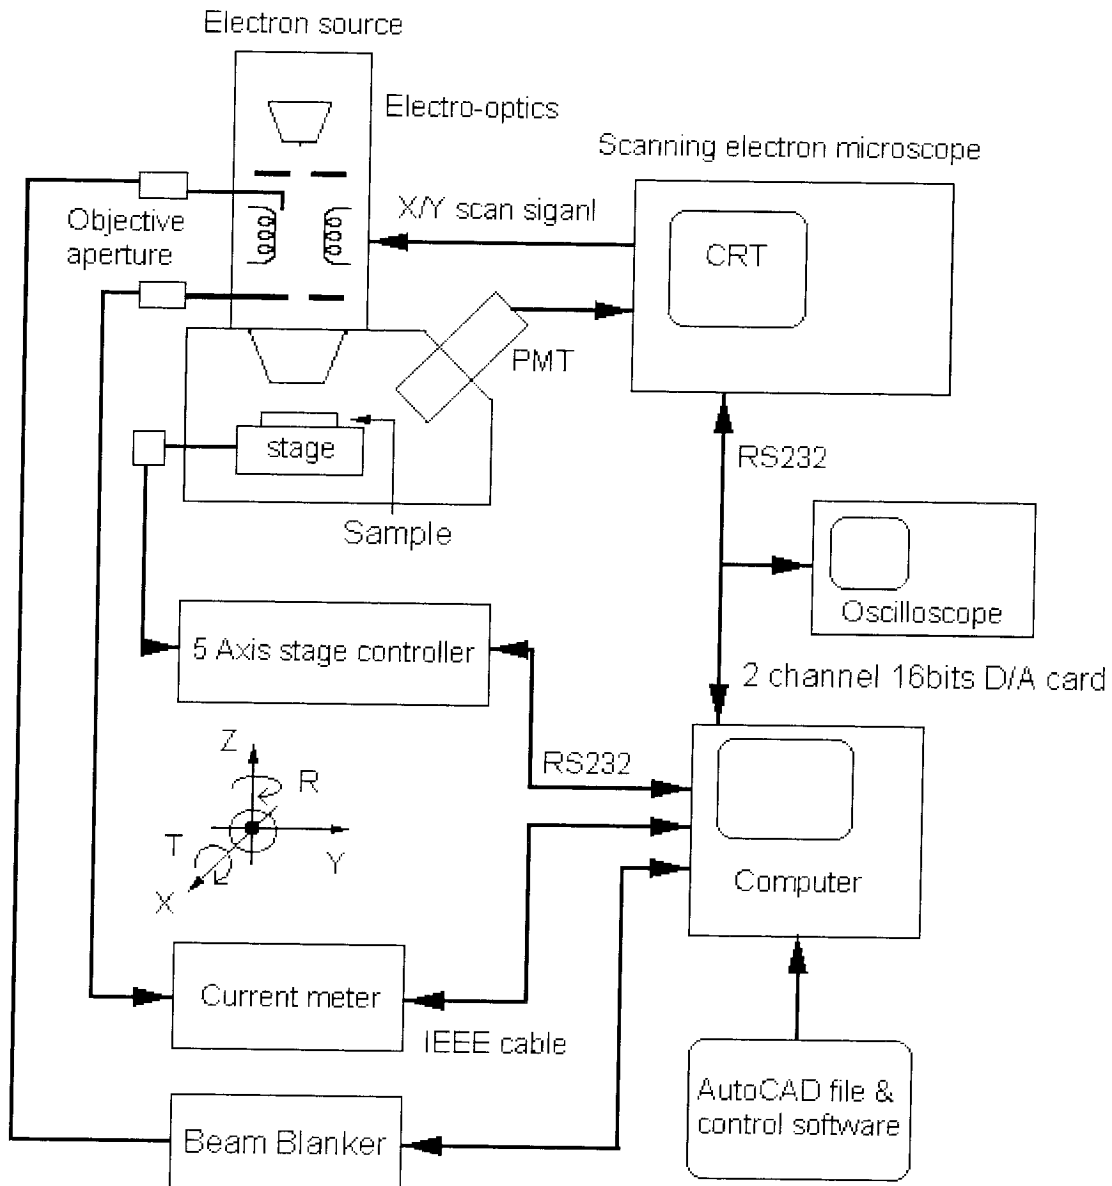 Electron source
Electro-optics
Scanning electron microscope
X/Y scan siganl
CRT
Objective
aperture
PMT
stage
Sample
RS232
Oscilloscope
5 Axis stage controller
2 channel 16bits D/A card
Z
R
RS232
T
Y
X
Computer
Current meter
IEEE cable
AutoCAD file &
control software
Beam Blanker